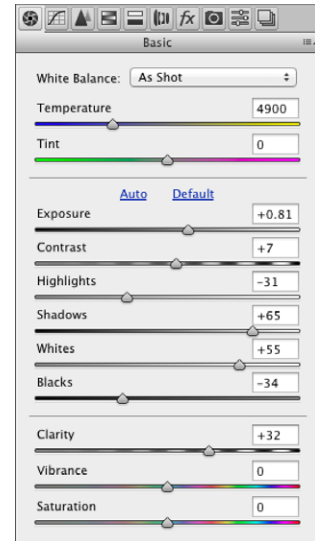 fx
Basic
White Balance: As Shot
Temperature 4900
Tint 0
Auto Default
Exposure +0.81
Contrast +7
Highlights -31
Shadows +65
Whites +55
Blacks -34
Clarity +32
Vibrance 0
Saturation 0